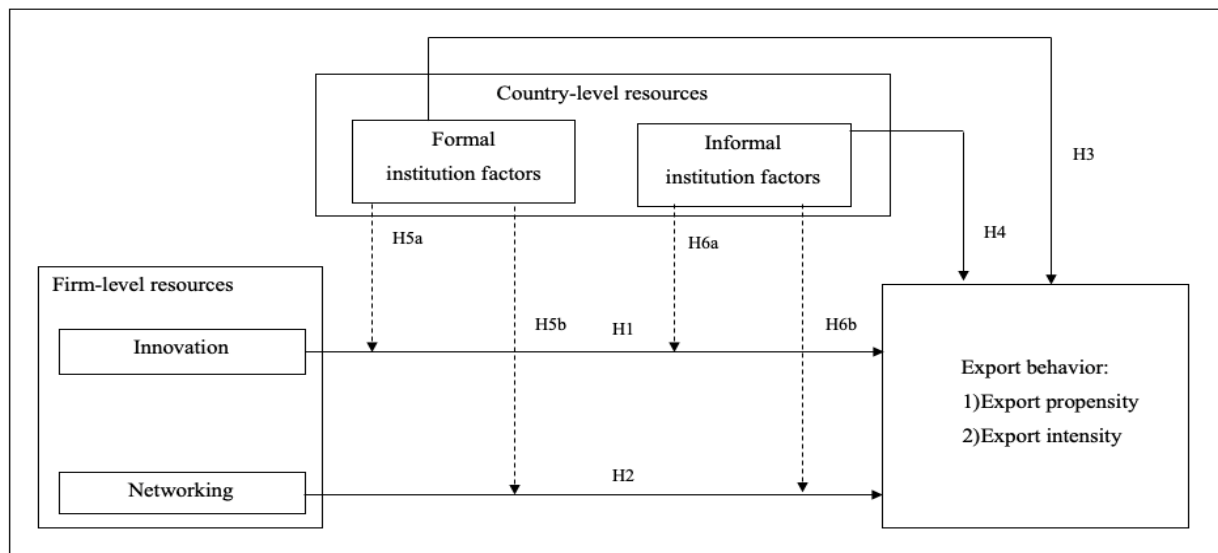 Country-level resources
Formal
institution factors
Informal
institution factors
H3
H4
H5a
H6a
Firm-level resources
Innovation
H5b
H1
H6b
Export behavior:
1)Export propensity
2)Export intensity
Networking
H2